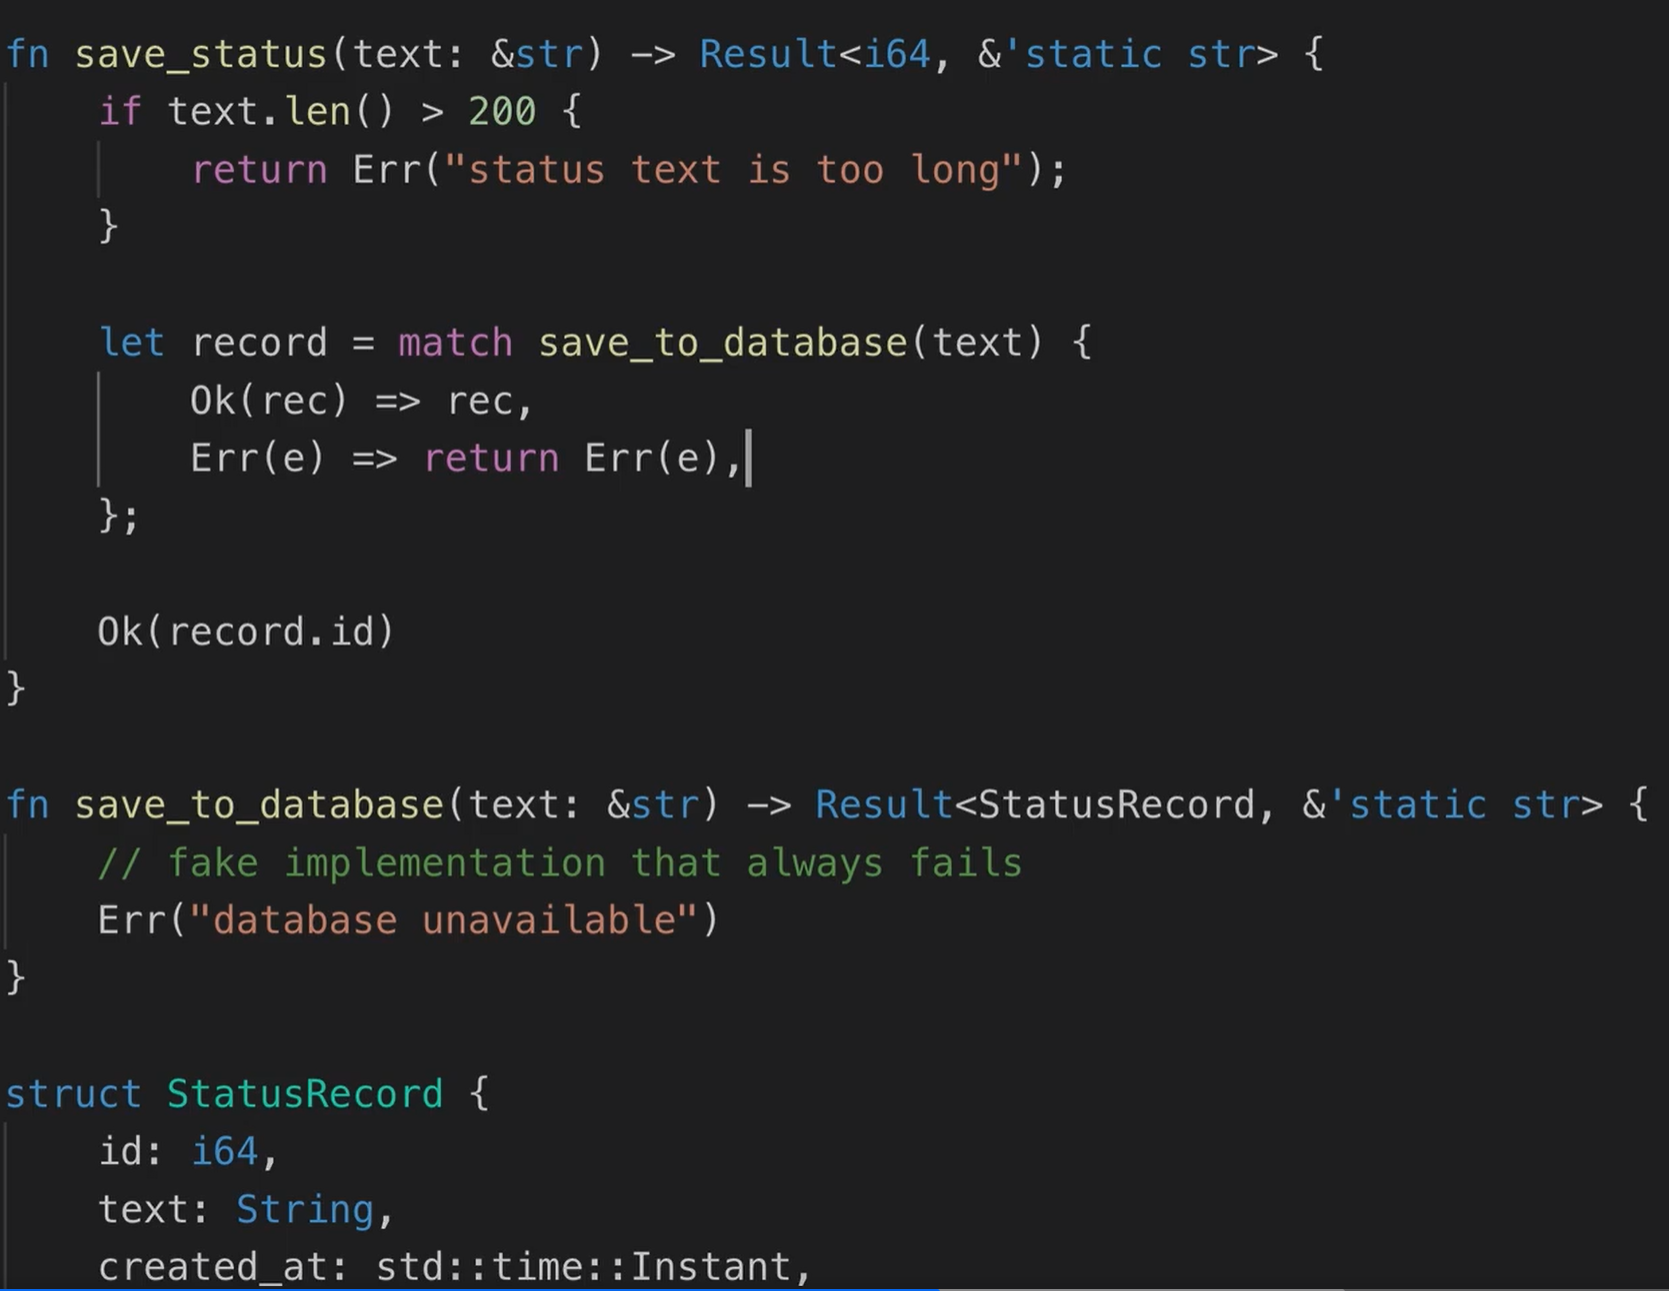 fn save_status(text: &str) -> Result<i64, &'static str> {
    if text.len() > 200 {
        return Err("status text is too long");
    }

    let record = match save_to_database(text) {
        Ok(rec) => rec,
        Err(e) => return Err(e),
    };

    Ok(record.id)
}

fn save_to_database(text: &str) -> Result<StatusRecord, &'static str> {
    // fake implementation that always fails
    Err("database unavailable")
}

struct StatusRecord {
    id: i64,
    text: String,
    created_at: std::time::Instant,